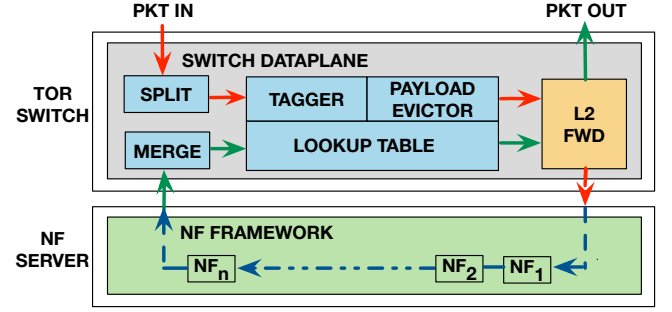 PKT IN
PKT OUT
SWITCH DATAPLANE
TOR
SWITCH
SPLIT
TAGGER
PAYLOAD
EVICTOR
L2
FWD
MERGE
LOOKUP TABLE
NF
SERVER
NF FRAMEWORK
NFn
NF2
NF1